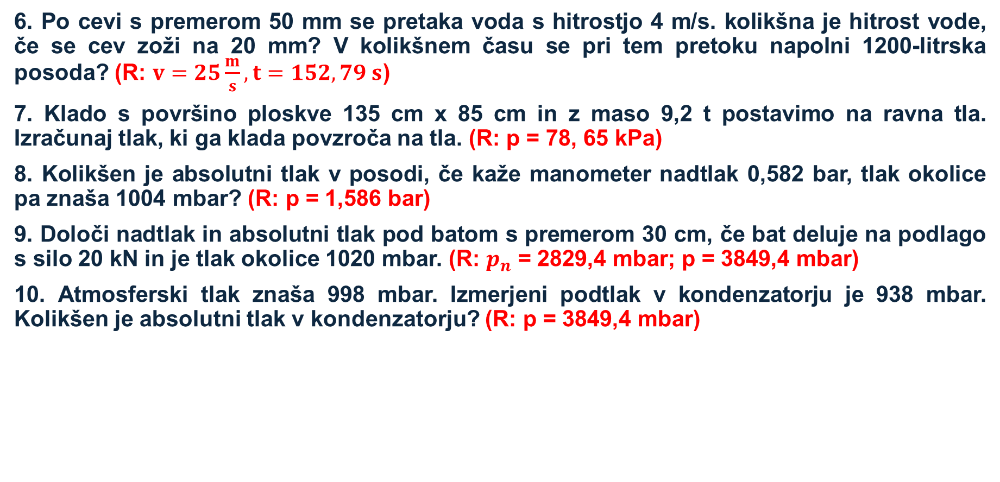 6. Po cevi s premerom 50 mm se pretaka voda s hitrostjo 4 m/s. kolikšna je hitrost vode,
če se cev zoži na 20 mm? V kolikšnem času se pri tem pretoku napolni 1200-litrska
posoda? (R: v = 25 m/s, t = 152,79 s)
7. Klado s površino ploskve 135 cm x 85 cm in z maso 9,2 t postavimo na ravna tla.
Izračunaj tlak, ki ga klada povzroča na tla. (R: p = 78, 65 kPa)
8. Kolikšen je absolutni tlak v posodi, če kaže manometer nadtlak 0,582 bar, tlak okolice
pa znaša 1004 mbar? (R: p = 1,586 bar)
9. Določi nadtlak in absolutni tlak pod batom s premerom 30 cm, če bat deluje na podlago
s silo 20 kN in je tlak okolice 1020 mbar. (R: pₙ = 2829,4 mbar; p = 3849,4 mbar)
10. Atmosferski tlak znaša 998 mbar. Izmerjeni podtlak v kondenzatorju je 938 mbar.
Kolikšen je absolutni tlak v kondenzatorju? (R: p = 3849,4 mbar)